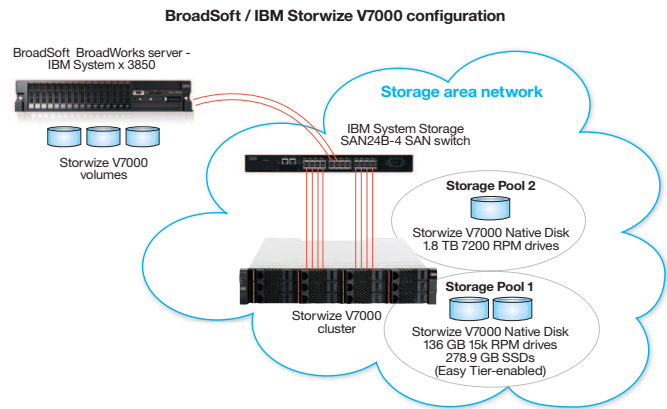 BroadSoft / IBM Storwize V7000 configuration
BroadSoft BroadWorks server -
IBM System x 3850
Storwize V7000
volumes
Storage area network
IBM System Storage
SAN24B-4 SAN switch
Storage Pool 2
Storwize V7000 Native Disk
1.8 TB 7200 RPM drives
Storwize V7000
cluster
Storage Pool 1
Storwize V7000 Native Disk
136 GB 15k RPM drives
278.9 GB SSDs
(Easy Tier-enabled)